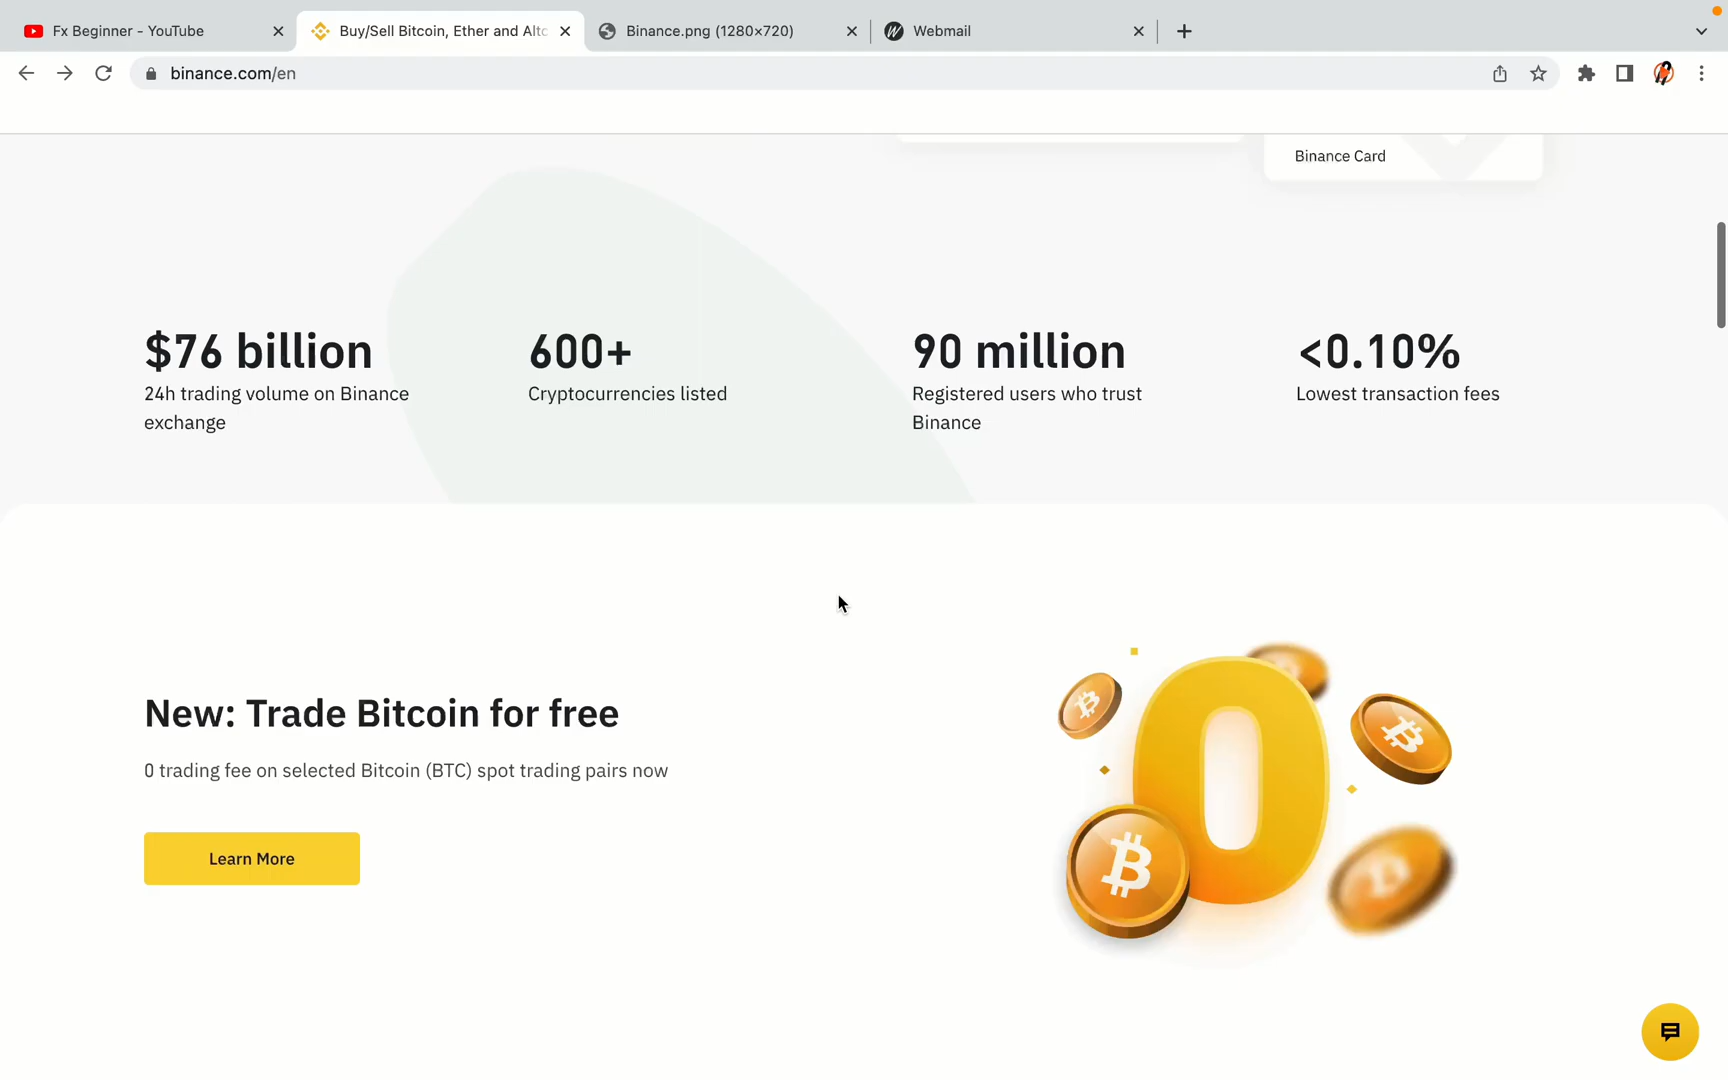 Fx Beginner - YouTube
Buy/Sell Bitcoin, Ether and Altc
Binance.png (1280×720)
Webmail
binance.com/en
Binance Card
$76 billion
24h trading volume on Binance
exchange
600+
Cryptocurrencies listed
90 million
Registered users who trust
Binance
<0.10%
Lowest transaction fees
New: Trade Bitcoin for free
0 trading fee on selected Bitcoin (BTC) spot trading pairs now
Learn More
0